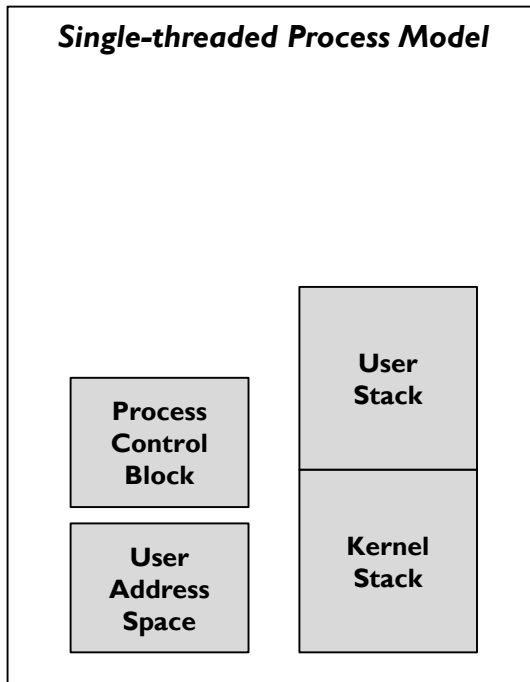 Single-threaded Process Model
Process
Control
Block
User
Address
Space
User
Stack
Kernel
Stack